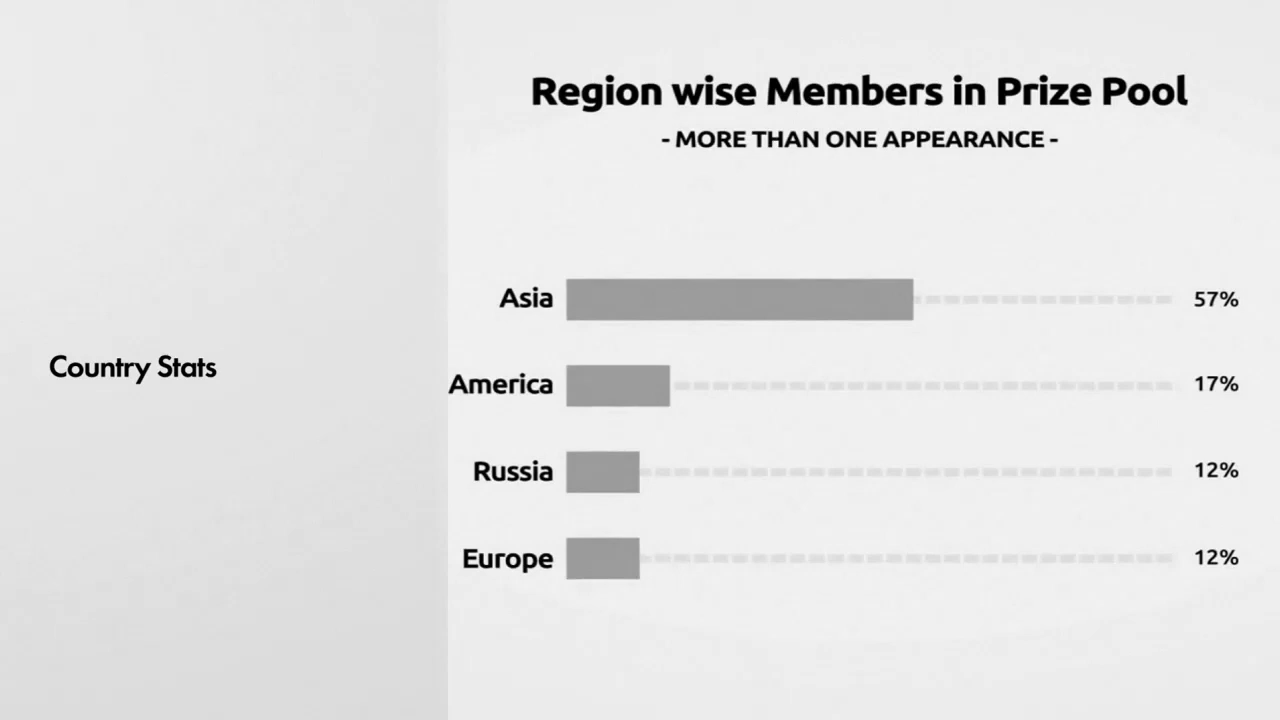 Region wise Members in Prize Pool
- MORE THAN ONE APPEARANCE -
Country Stats
Asia 57%
America 17%
Russia 12%
Europe 12%